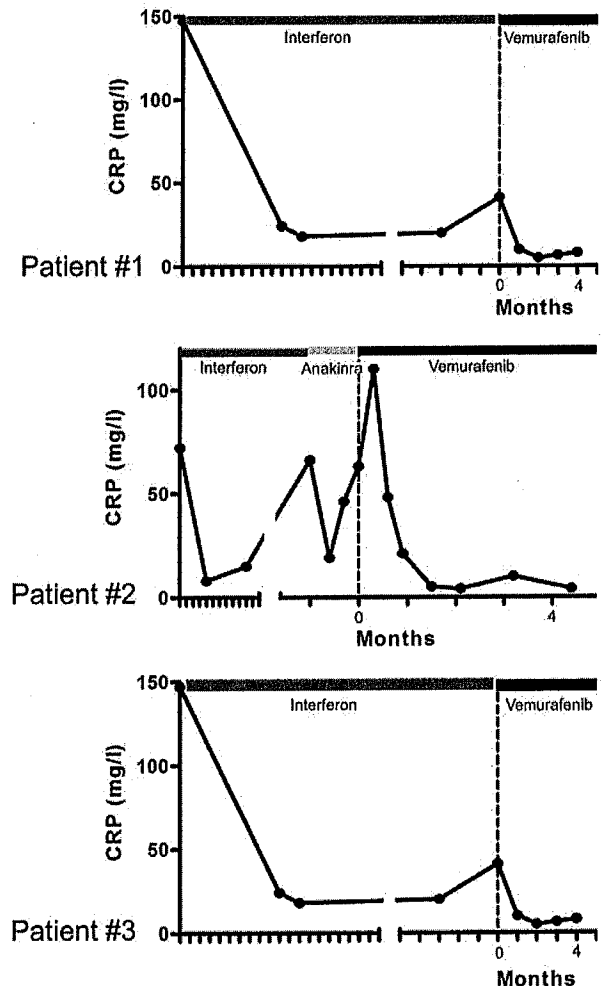 150
Interferon Vemurafenib
100
CRP (mg/l)
50
Patient #1
0
0 4
Months
Interferon Anakinra Vemurafenib
100
CRP (mg/l)
50
Patient #2
0
0 4
Months
150
Interferon Vemurafenib
100
CRP (mg/l)
50
Patient #3
0
0 4
Months